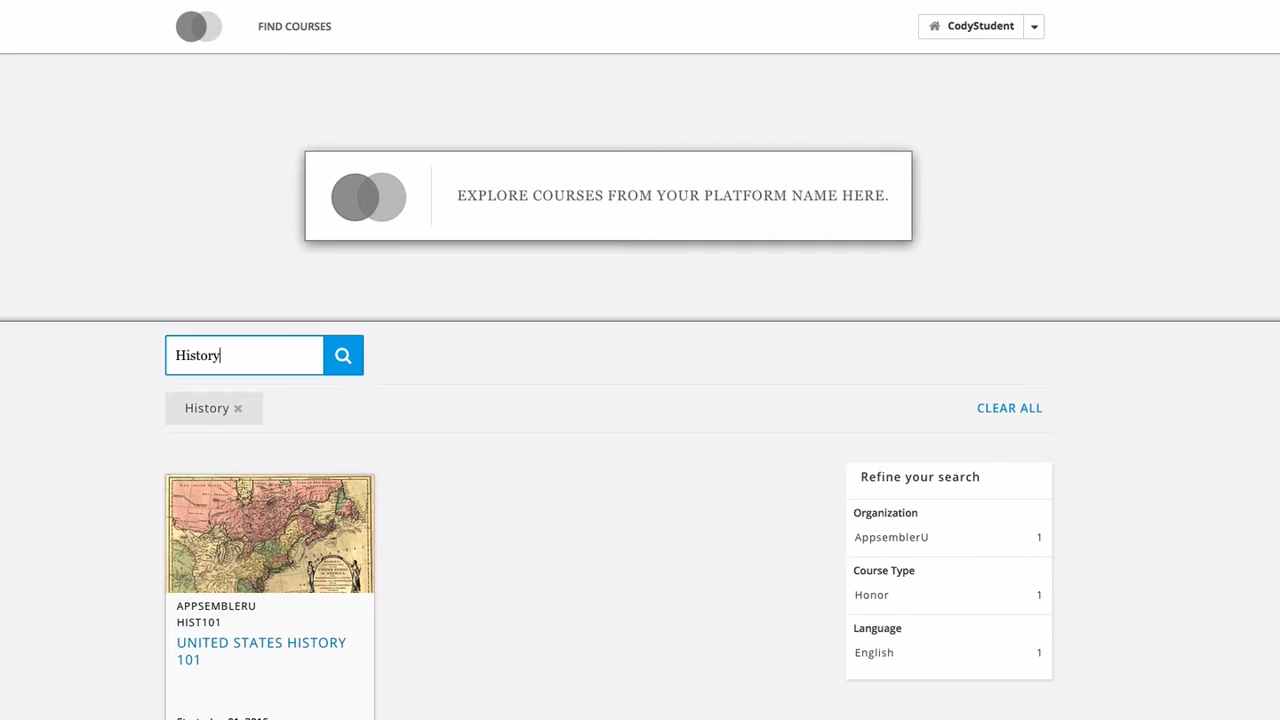 FIND COURSES
CodyStudent
EXPLORE COURSES FROM YOUR PLATFORM NAME HERE.
History
History
CLEAR ALL
Refine your search
Organization
AppsemblerU 1
Course Type
Honor 1
Language
English 1
APPSEMBLERU
HIST101
UNITED STATES HISTORY
101